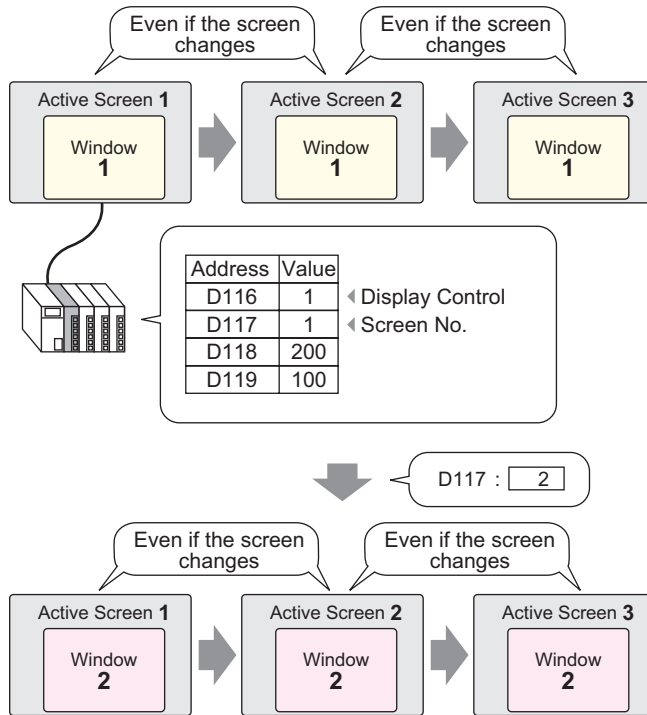 Even if the screen
changes
Even if the screen
changes
Active Screen 1
Active Screen 2
Active Screen 3
Window
1
Window
1
Window
1
Address Value
D116 1 Display Control
D117 1 Screen No.
D118 200
D119 100
D117 : 2
Even if the screen
changes
Even if the screen
changes
Active Screen 1
Active Screen 2
Active Screen 3
Window
2
Window
2
Window
2